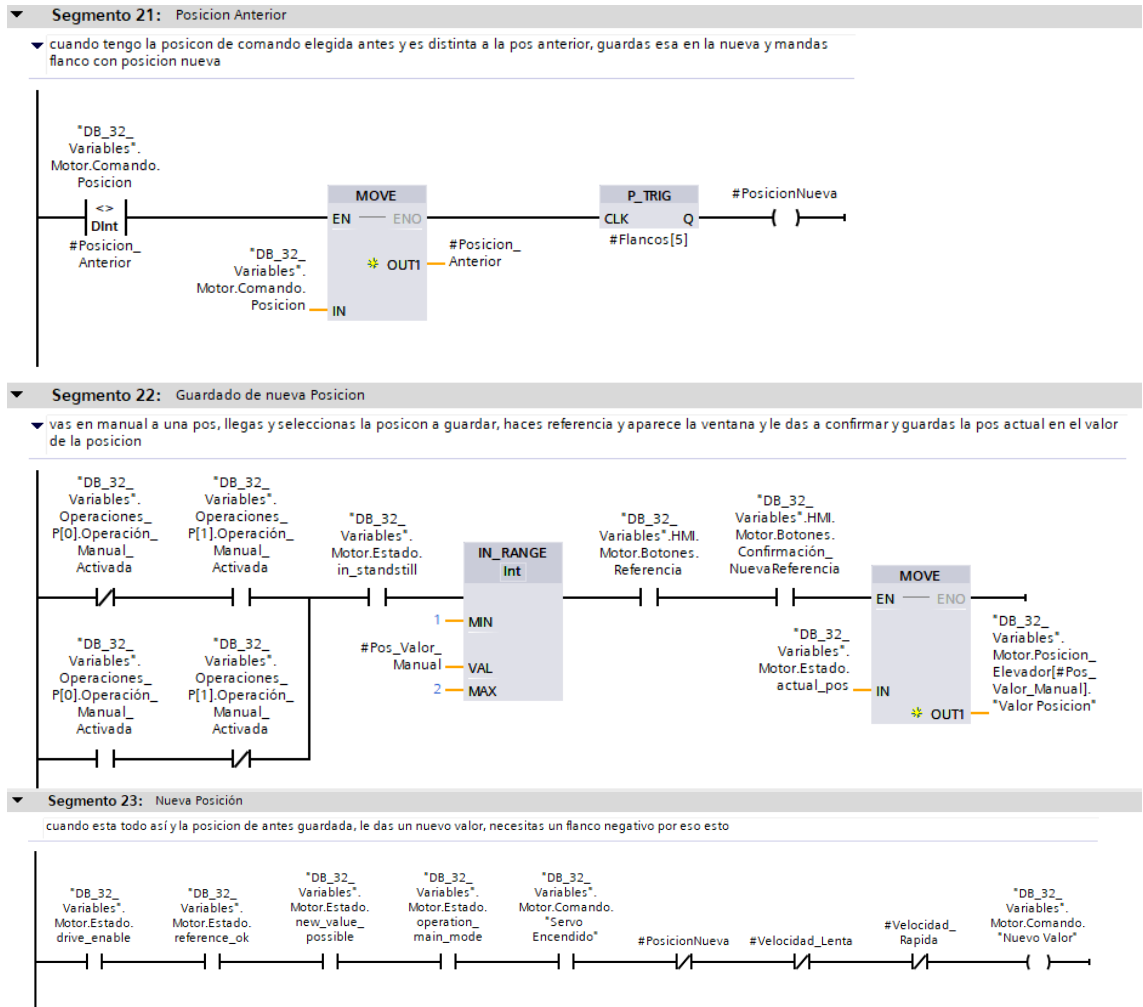 Segmento 21: Posicion Anterior
cuando tengo la posicon de comando elegida antes y es distinta a la pos anterior, guardas esa en la nueva y mandas
flanco con posicion nueva
"DB_32_
Variables".
Motor.Comando.
Posicion
<>
DInt
#Posicion_
Anterior
MOVE
EN
ENO
"DB_32_
Variables".
Motor.Comando.
Posicion
IN
OUT1
#Posicion_
Anterior
P_TRIG
CLK
Q
#Flancos[5]
#PosicionNueva
Segmento 22: Guardado de nueva Posicion
vas en manual a una pos, llegas y seleccionas la posicon a guardar, haces referencia y aparece la ventana y le das a confirmar y guardas la pos actual en el valor
de la posicion
"DB_32_
Variables".
Operaciones_
P[0].Operación_
Manual_
Activada
"DB_32_
Variables".
Operaciones_
P[1].Operación_
Manual_
Activada
"DB_32_
Variables".
Motor.Estado.
in_standstill
IN_RANGE
Int
1
MIN
#Pos_Valor_
Manual
VAL
2
MAX
"DB_32_
Variables".HMI.
Motor.Botones.
Referencia
"DB_32_
Variables".HMI.
Motor.Botones.
Confirmación_
NuevaReferencia
MOVE
EN
ENO
"DB_32_
Variables".
Motor.Estado.
actual_pos
IN
OUT1
"DB_32_
Variables".
Motor.Posicion_
Elevador[#Pos_
Valor_Manual].
"Valor Posicion"
"DB_32_
Variables".
Operaciones_
P[0].Operación_
Manual_
Activada
"DB_32_
Variables".
Operaciones_
P[1].Operación_
Manual_
Activada
Segmento 23: Nueva Posición
cuando esta todo así y la posicion de antes guardada, le das un nuevo valor, necesitas un flanco negativo por eso esto
"DB_32_
Variables".
Motor.Estado.
drive_enable
"DB_32_
Variables".
Motor.Estado.
reference_ok
"DB_32_
Variables".
Motor.Estado.
new_value_
possible
"DB_32_
Variables".
Motor.Estado.
operation_
main_mode
"DB_32_
Variables".
Motor.Comando.
"Servo
Encendido"
#PosicionNueva
#Velocidad_Lenta
#Velocidad_
Rapida
"DB_32_
Variables".
Motor.Comando.
"Nuevo Valor"